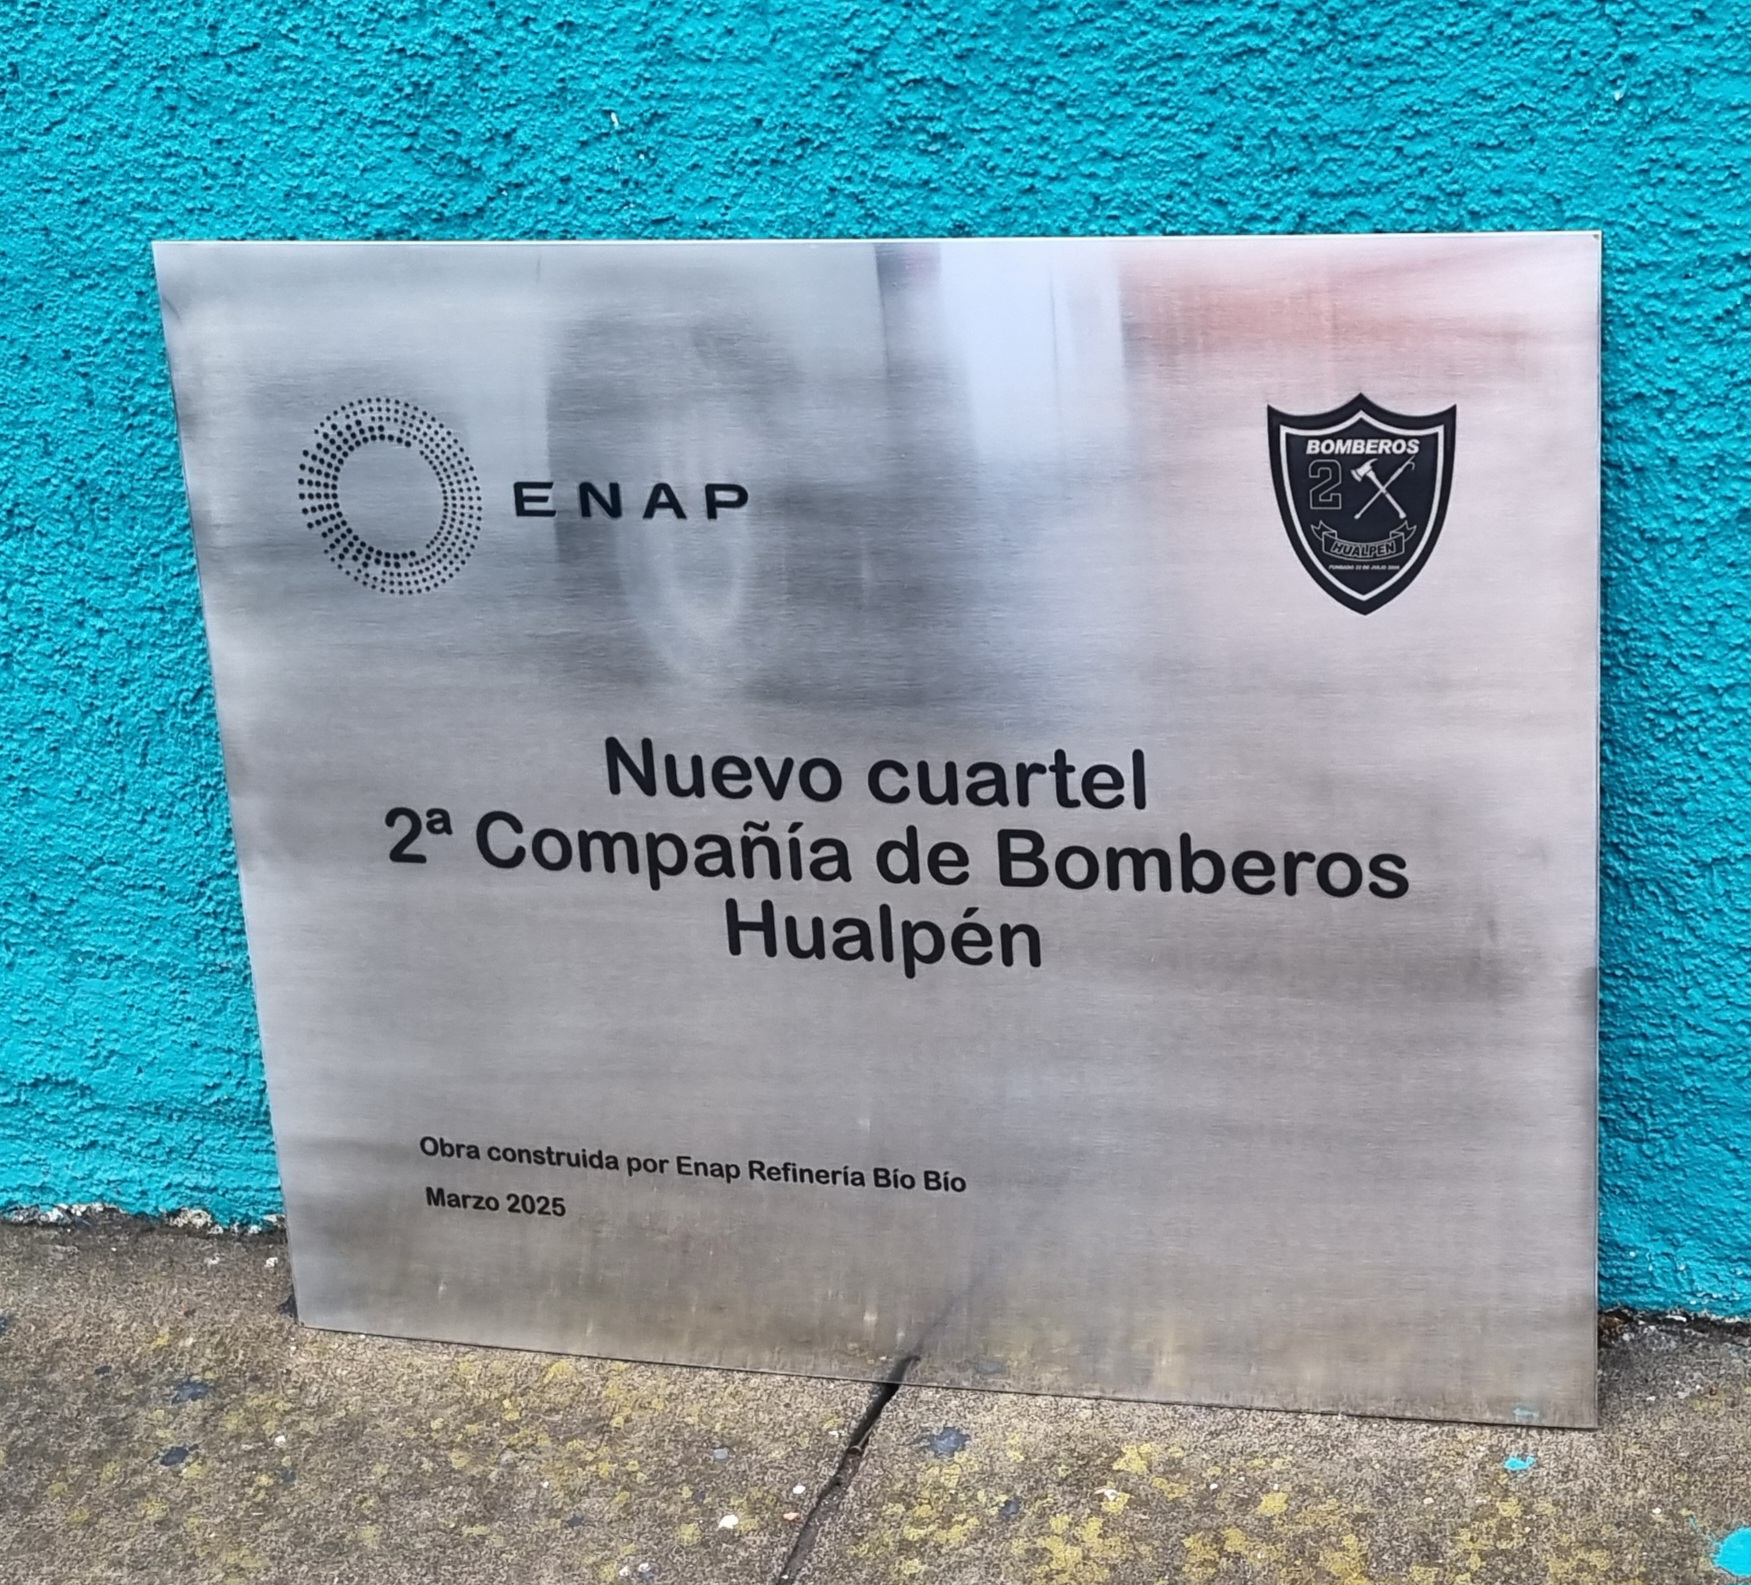 ENAP
BOMBEROS
2
HUALPEN
Nuevo cuartel
2ª Compañía de Bomberos
Hualpén
Obra construida por Enap Refinería Bío Bío
Marzo 2025